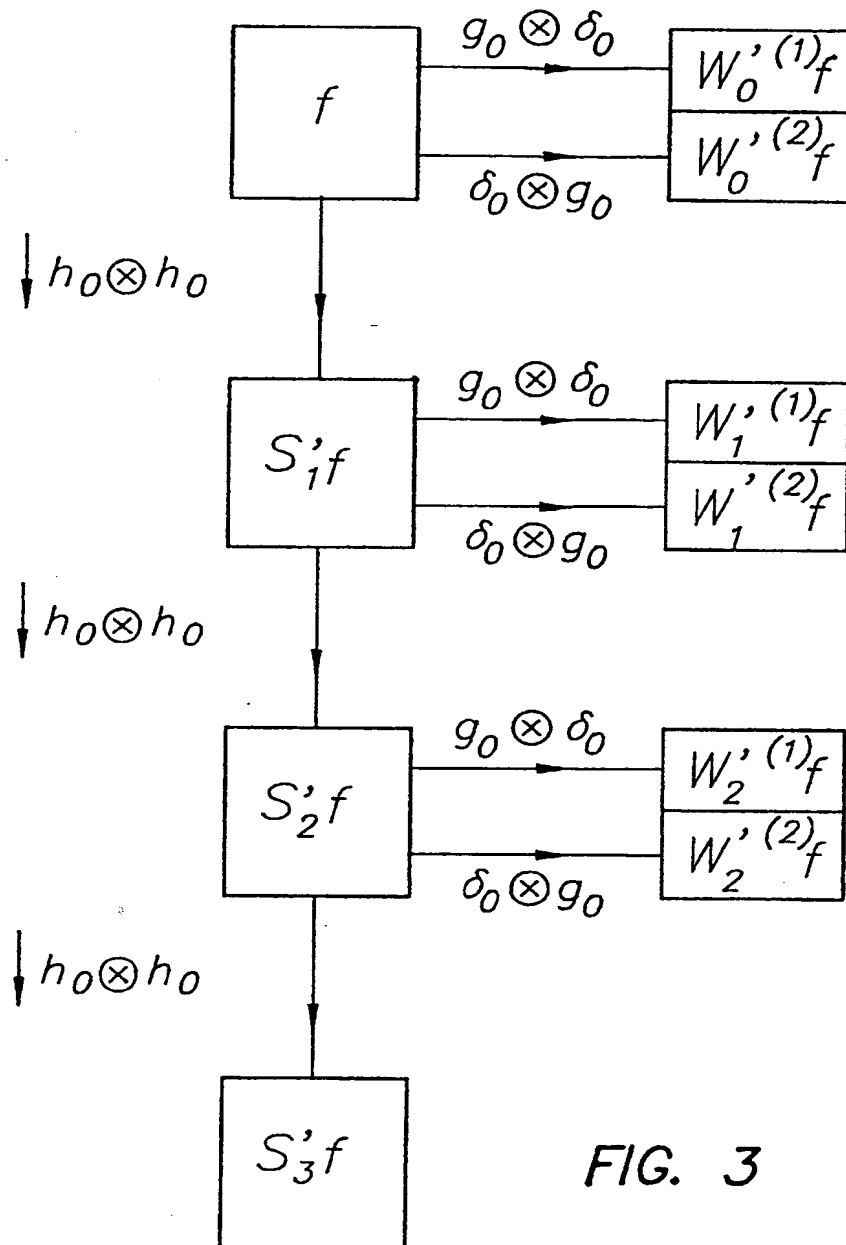 g₀ ⊗ δ₀
f
W₀'⁽¹⁾f
W₀'⁽²⁾f
δ₀ ⊗ g₀
↓ h₀ ⊗ h₀
g₀ ⊗ δ₀
S₁'f
W₁'⁽¹⁾f
W₁'⁽²⁾f
δ₀ ⊗ g₀
↓ h₀ ⊗ h₀
g₀ ⊗ δ₀
S₂'f
W₂'⁽¹⁾f
W₂'⁽²⁾f
δ₀ ⊗ g₀
↓ h₀ ⊗ h₀
S₃'f
FIG. 3